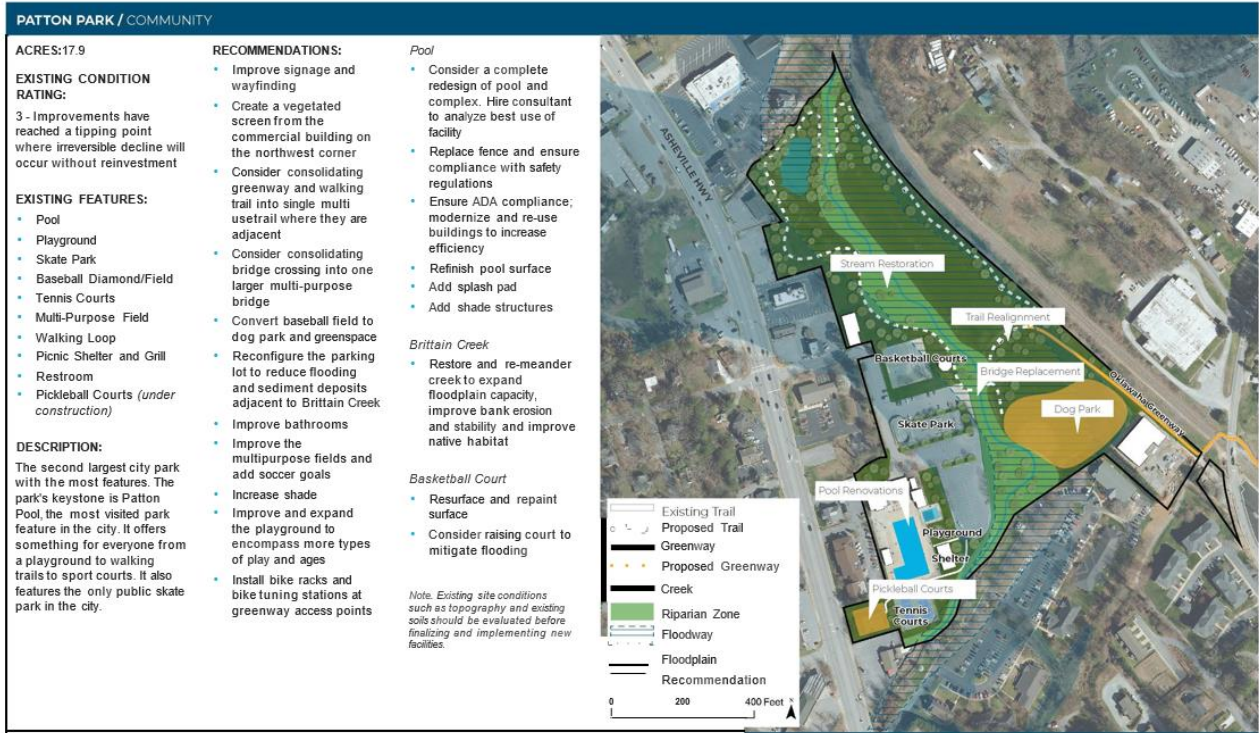 PATTON PARK / COMMUNITY
ACRES:17.9
EXISTING CONDITION
RATING:
3 - Improvements have
reached a tipping point
where irreversible decline will
occur without reinvestment
EXISTING FEATURES:
• Pool
• Playground
• Skate Park
• Baseball Diamond/Field
• Tennis Courts
• Multi-Purpose Field
• Walking Loop
• Picnic Shelter and Grill
• Restroom
• Pickleball Courts (under
construction)
DESCRIPTION:
The second largest city park
with the most features. The
park's keystone is Patton
Pool, the most visited park
feature in the city. It offers
something for everyone from
a playground to walking
trails to sport courts. It also
features the only public skate
park in the city.
RECOMMENDATIONS:
• Improve signage and
wayfinding
• Create a vegetated
screen from the
commercial building on
the northwest corner
• Consider consolidating
greenway and walking
trail into single multi
usetrail where they are
adjacent
• Consider consolidating
bridge crossing into one
larger multi-purpose
bridge
• Convert baseball field to
dog park and greenspace
• Reconfigure the parking
lot to reduce flooding
and sediment deposits
adjacent to Brittain Creek
• Improve bathrooms
• Improve the
multipurpose fields and
add soccer goals
• Increase shade
• Improve and expand
the playground to
encompass more types
of play and ages
• Install bike racks and
bike tuning stations at
greenway access points
Pool
• Consider a complete
redesign of pool and
complex. Hire consultant
to analyze best use of
facility
• Replace fence and ensure
compliance with safety
regulations
• Ensure ADA compliance;
modernize and re-use
buildings to increase
efficiency
• Refinish pool surface
• Add splash pad
• Add shade structures
Brittain Creek
• Restore and re-meander
creek to expand
floodplain capacity,
improve bank erosion
and stability and improve
native habitat
Basketball Court
• Resurface and repaint
surface
• Consider raising court to
mitigate flooding
Note. Existing site conditions
such as topography and existing
soils should be evaluated before
finalizing and implementing new
facilities.
ASHEVILLE HWY
Stream Restoration
Trail Realignment
Basketball Courts
Bridge Replacement
Oklawaha Greenway
Dog Park
Skate Park
Pool Renovations
Playground
Shelter
Pickleball Courts
Tennis
Courts
Existing Trail
Proposed Trail
Greenway
Proposed Greenway
Creek
Riparian Zone
Floodway
Floodplain
Recommendation
0 200 400 Feet N